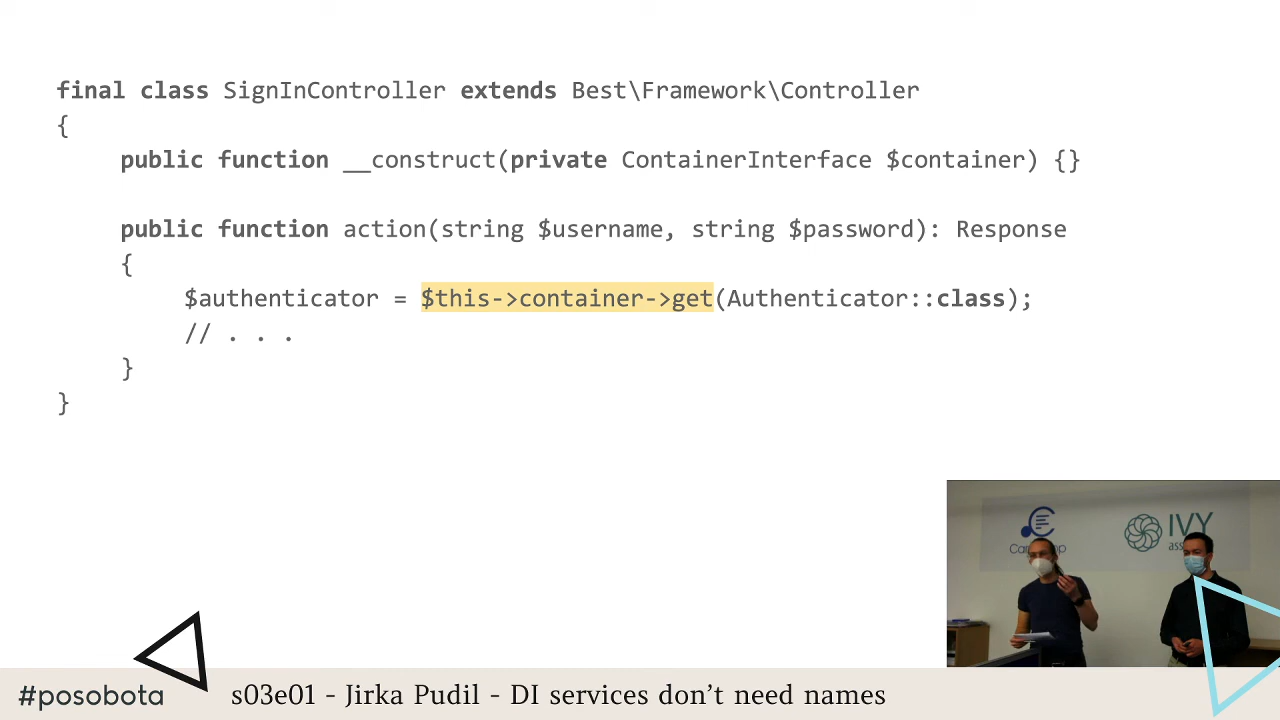 final class SignInController extends Best\Framework\Controller
{
public function __construct(private ContainerInterface $container) {}
public function action(string $username, string $password): Response
{
$authenticator = $this->container->get(Authenticator::class);
// . . .
}
}
IVY
#posobota
s03e01 - Jirka Pudil - DI services don’t need names